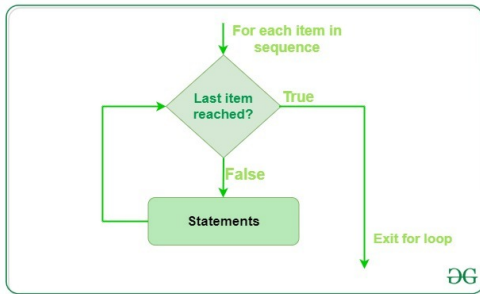 For each item in
sequence
Last item
reached?
True
False
Statements
Exit for loop